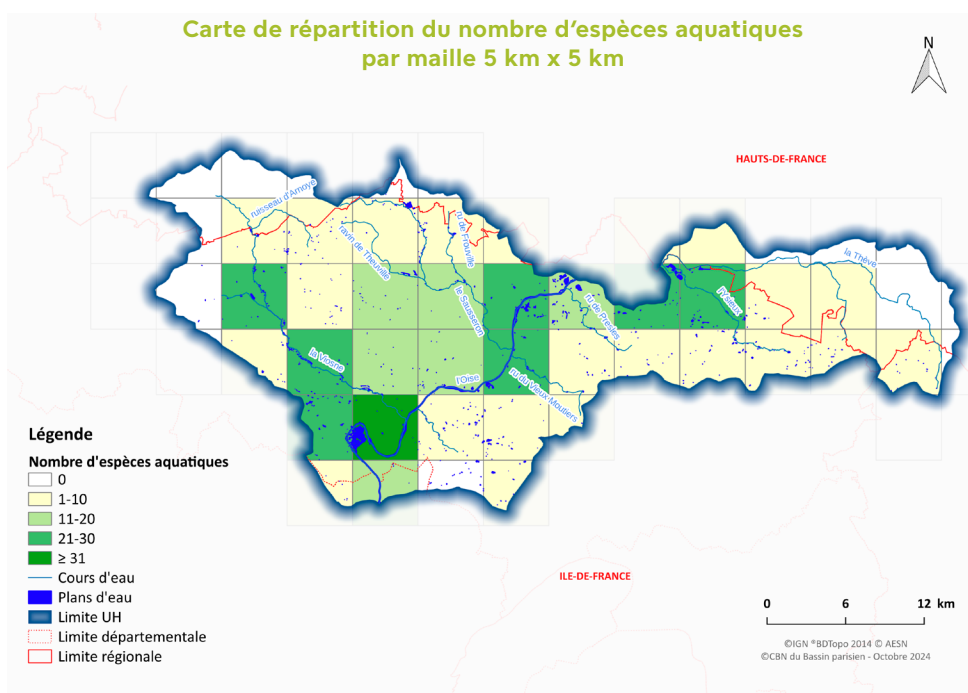 Carte de répartition du nombre d'espèces aquatiques
par maille 5 km x 5 km
N
HAUTS-DE-FRANCE
ruisseau d'Arnoye
ravin de Theuville
ru de Frouville
la Thève
le Sausseron
ru de Presles
l'Ysieux
la Viosne
l'Oise
ru du Vieux Moutiers
Légende
Nombre d'espèces aquatiques
0
1-10
11-20
21-30
≥ 31
Cours d'eau
Plans d'eau
Limite UH
Limite départementale
Limite régionale
ILE-DE-FRANCE
0 6 12 km
©IGN ®BDTopo 2014 © AESN
©CBN du Bassin parisien - Octobre 2024